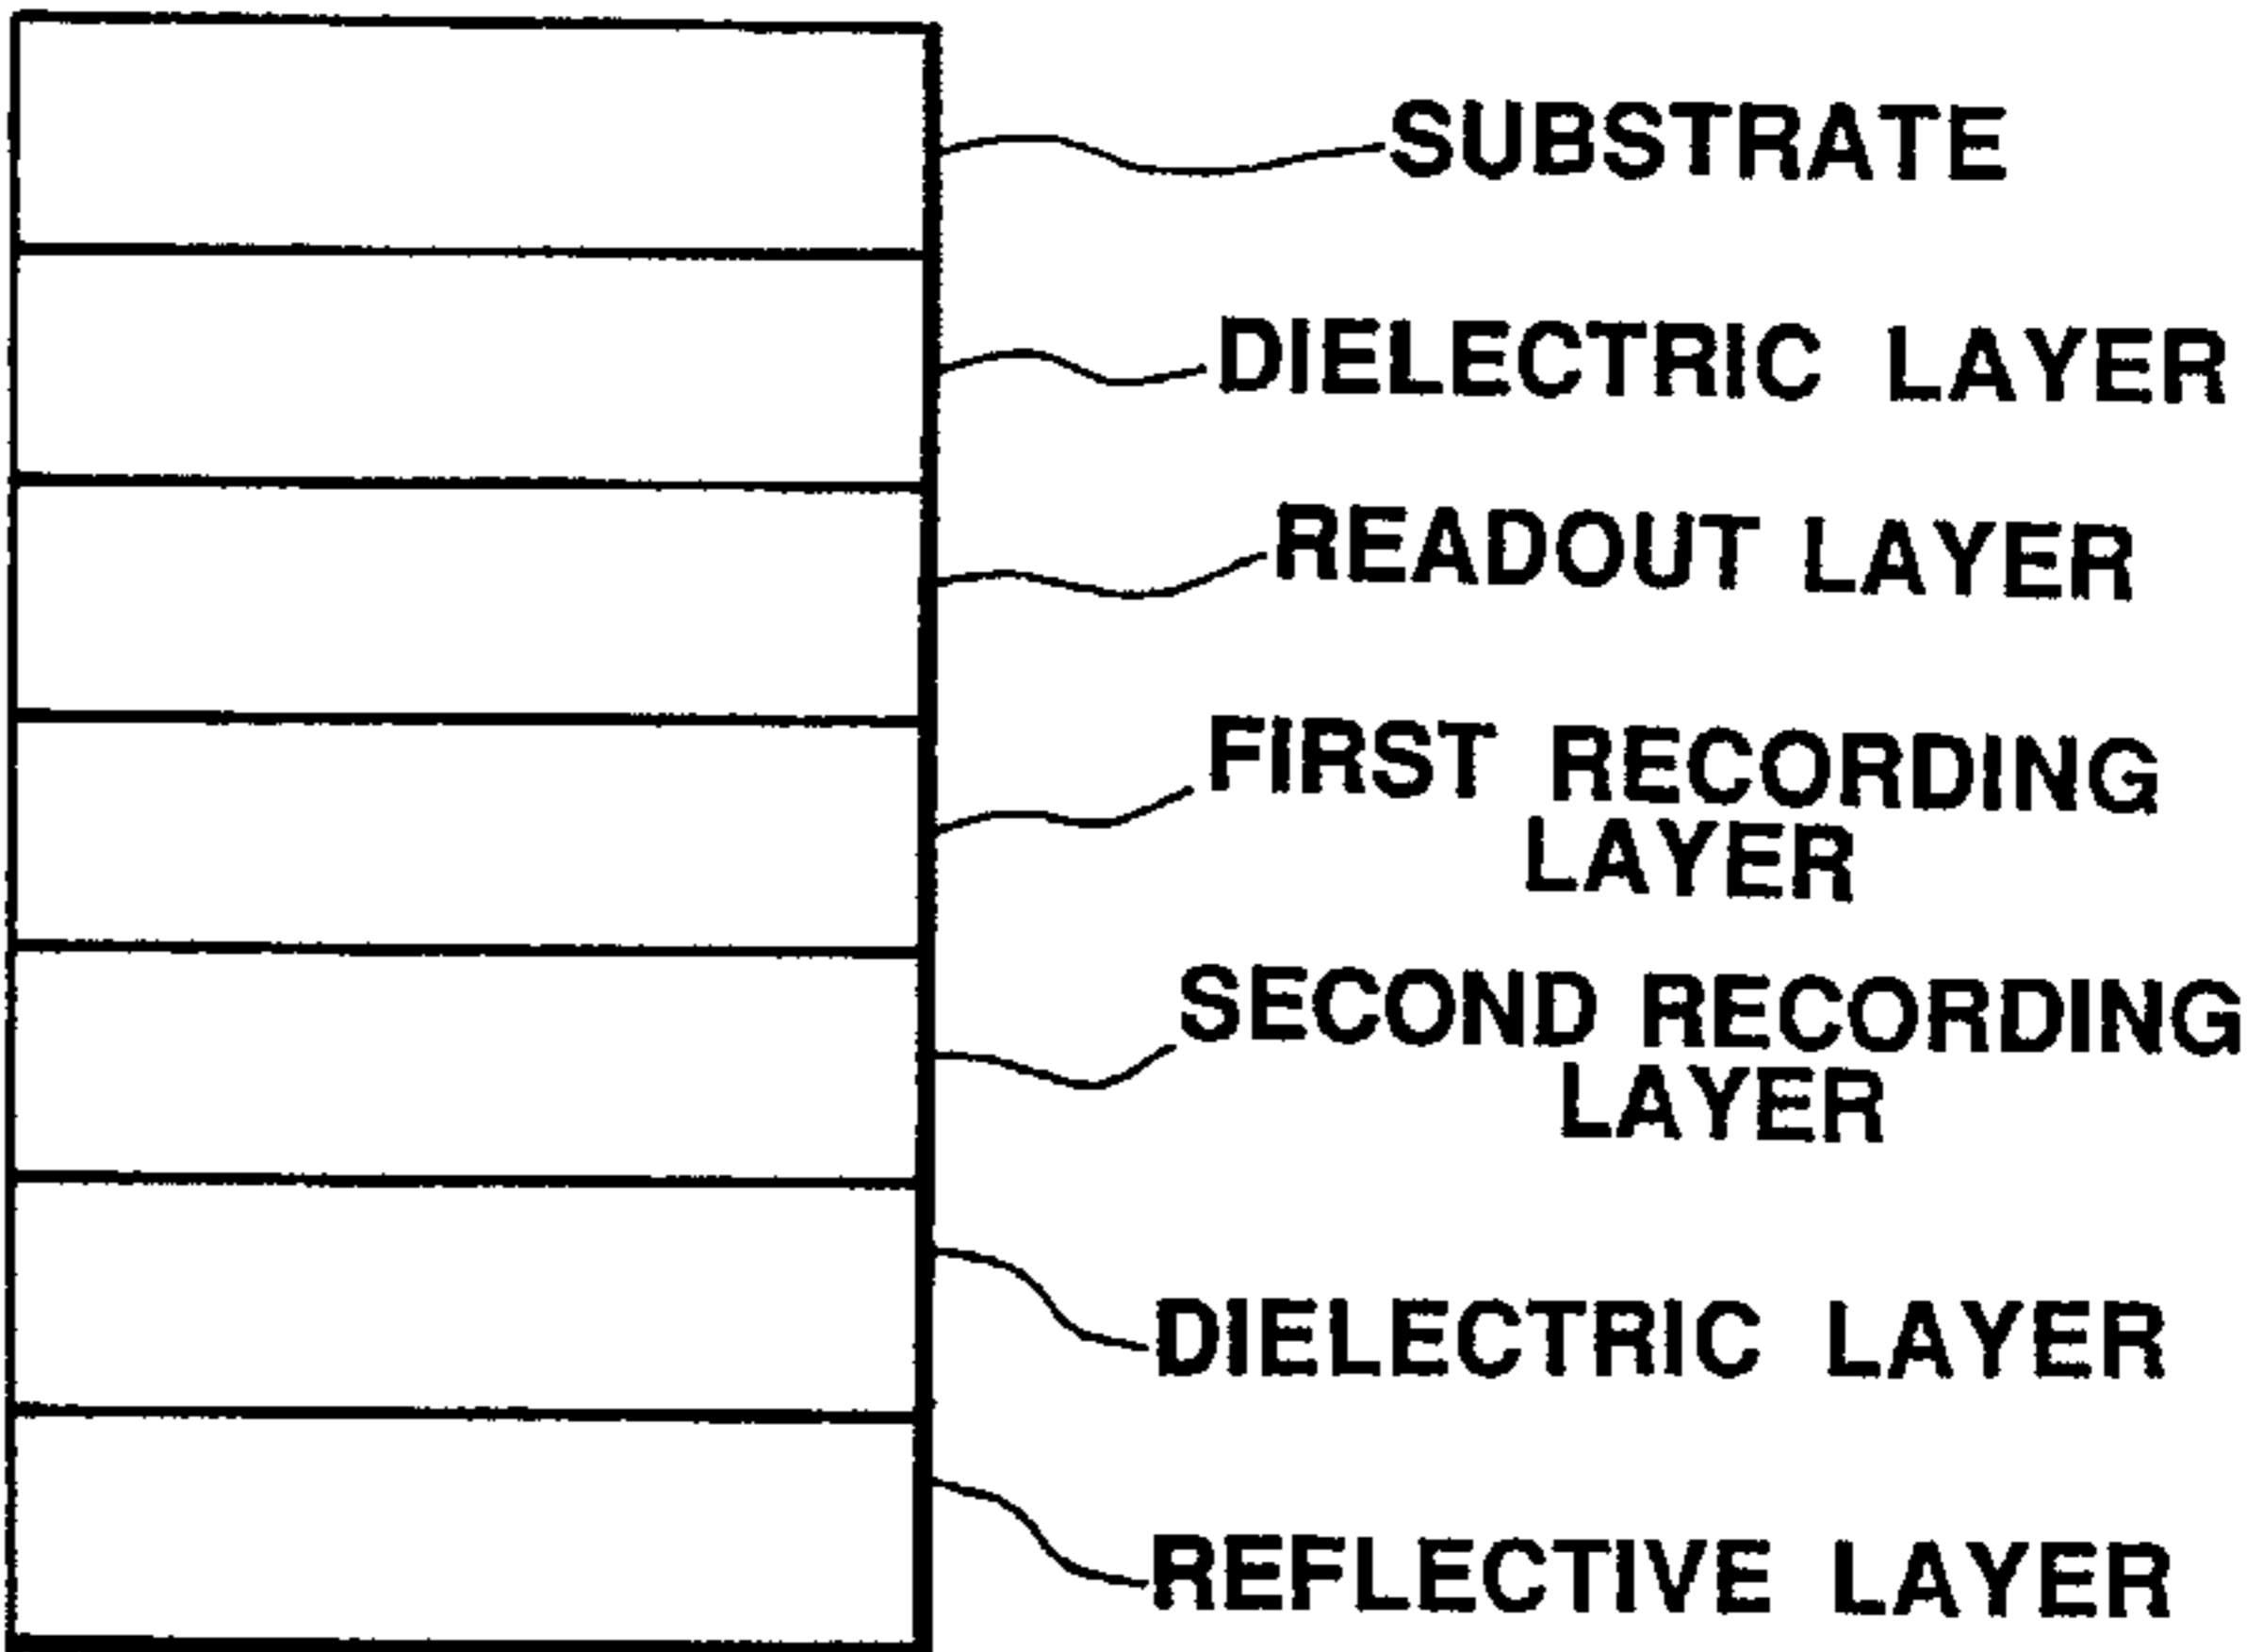 SUBSTRATE
DIELECTRIC LAYER
READOUT LAYER
FIRST RECORDING
LAYER
SECOND RECORDING
LAYER
DIELECTRIC LAYER
REFLECTIVE LAYER